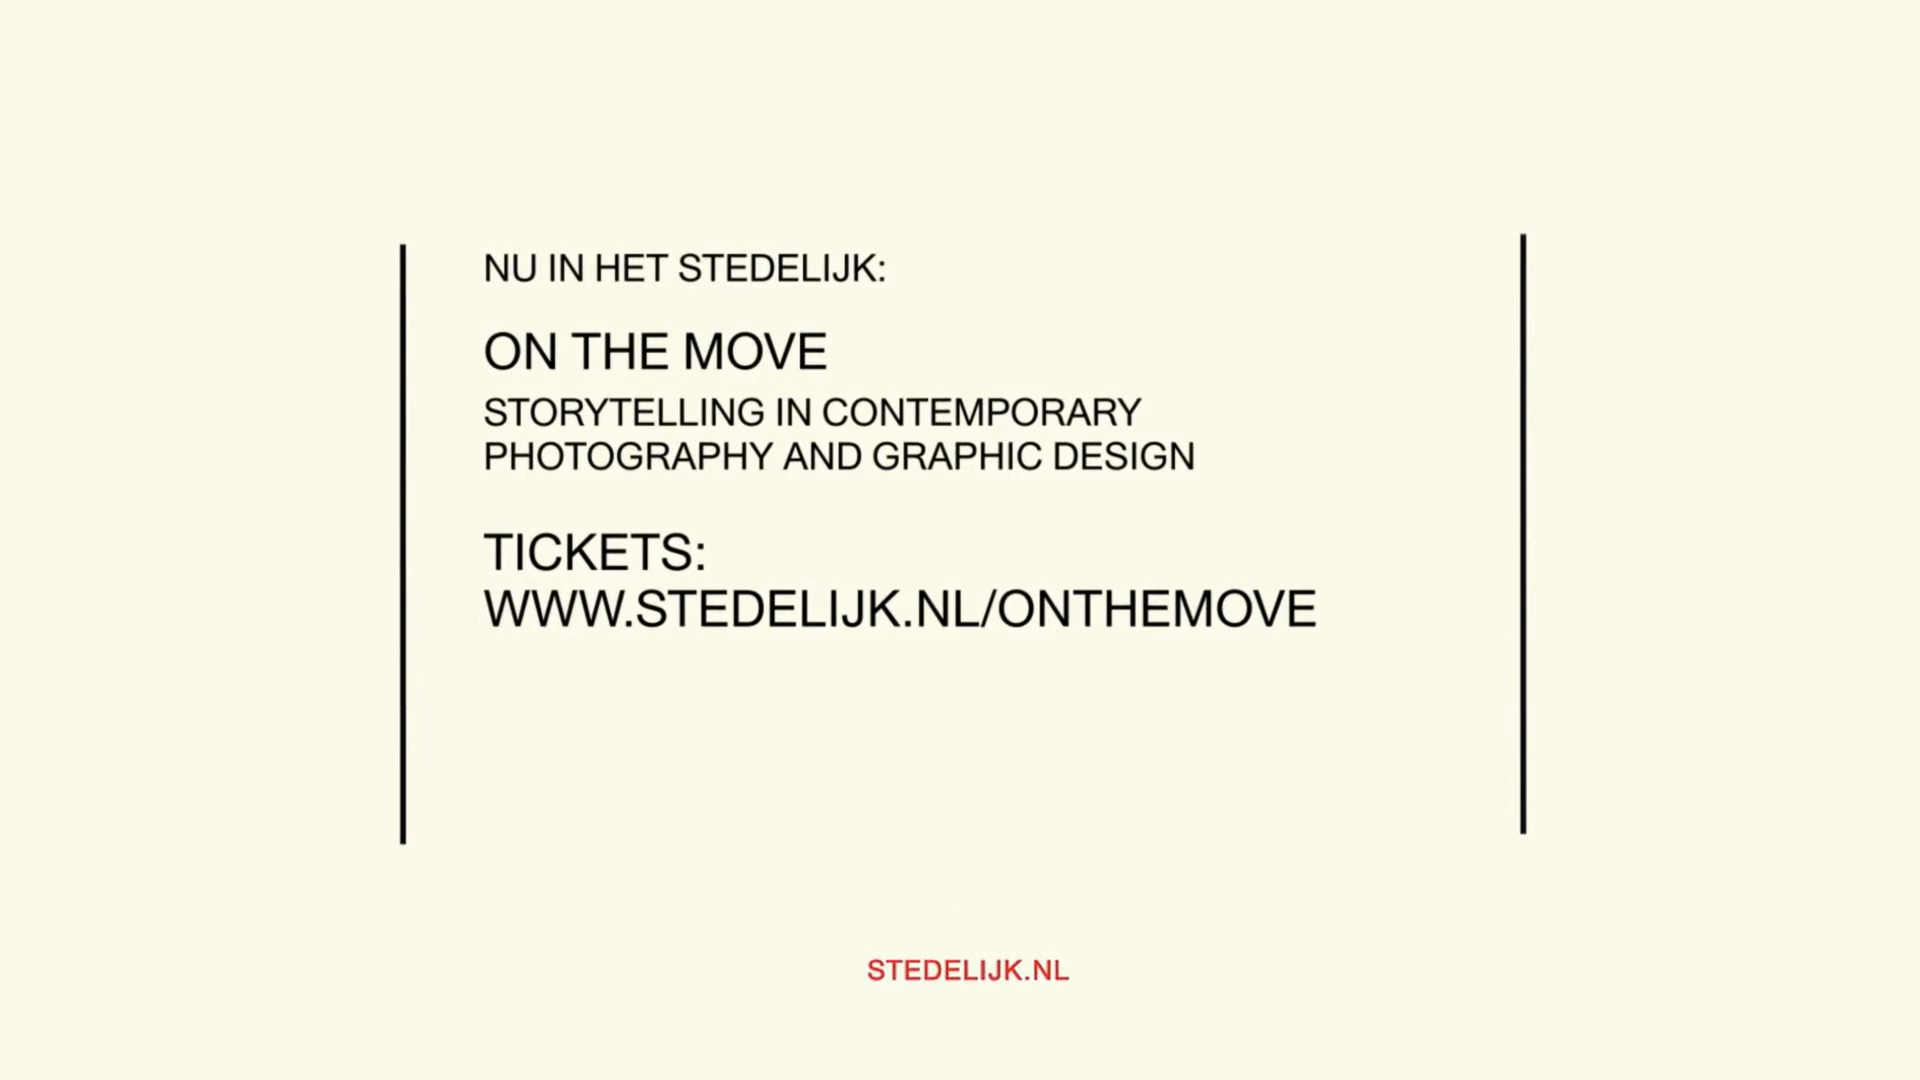 NU IN HET STEDELIJK:
ON THE MOVE
STORYTELLING IN CONTEMPORARY
PHOTOGRAPHY AND GRAPHIC DESIGN
TICKETS:
WWW.STEDELIJK.NL/ONTHEMOVE
STEDELIJK.NL